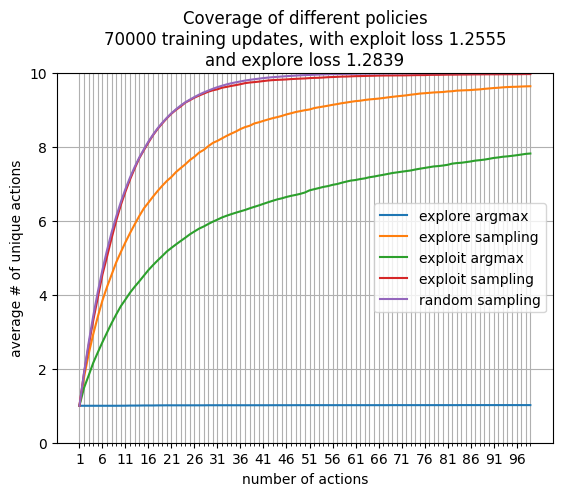 Coverage of different policies
70000 training updates, with exploit loss 1.2555
and explore loss 1.2839
average # of unique actions
10
8
6
4
2
0
explore argmax
explore sampling
exploit argmax
exploit sampling
random sampling
1 6 11 16 21 26 31 36 41 46 51 56 61 66 71 76 81 86 91 96
number of actions